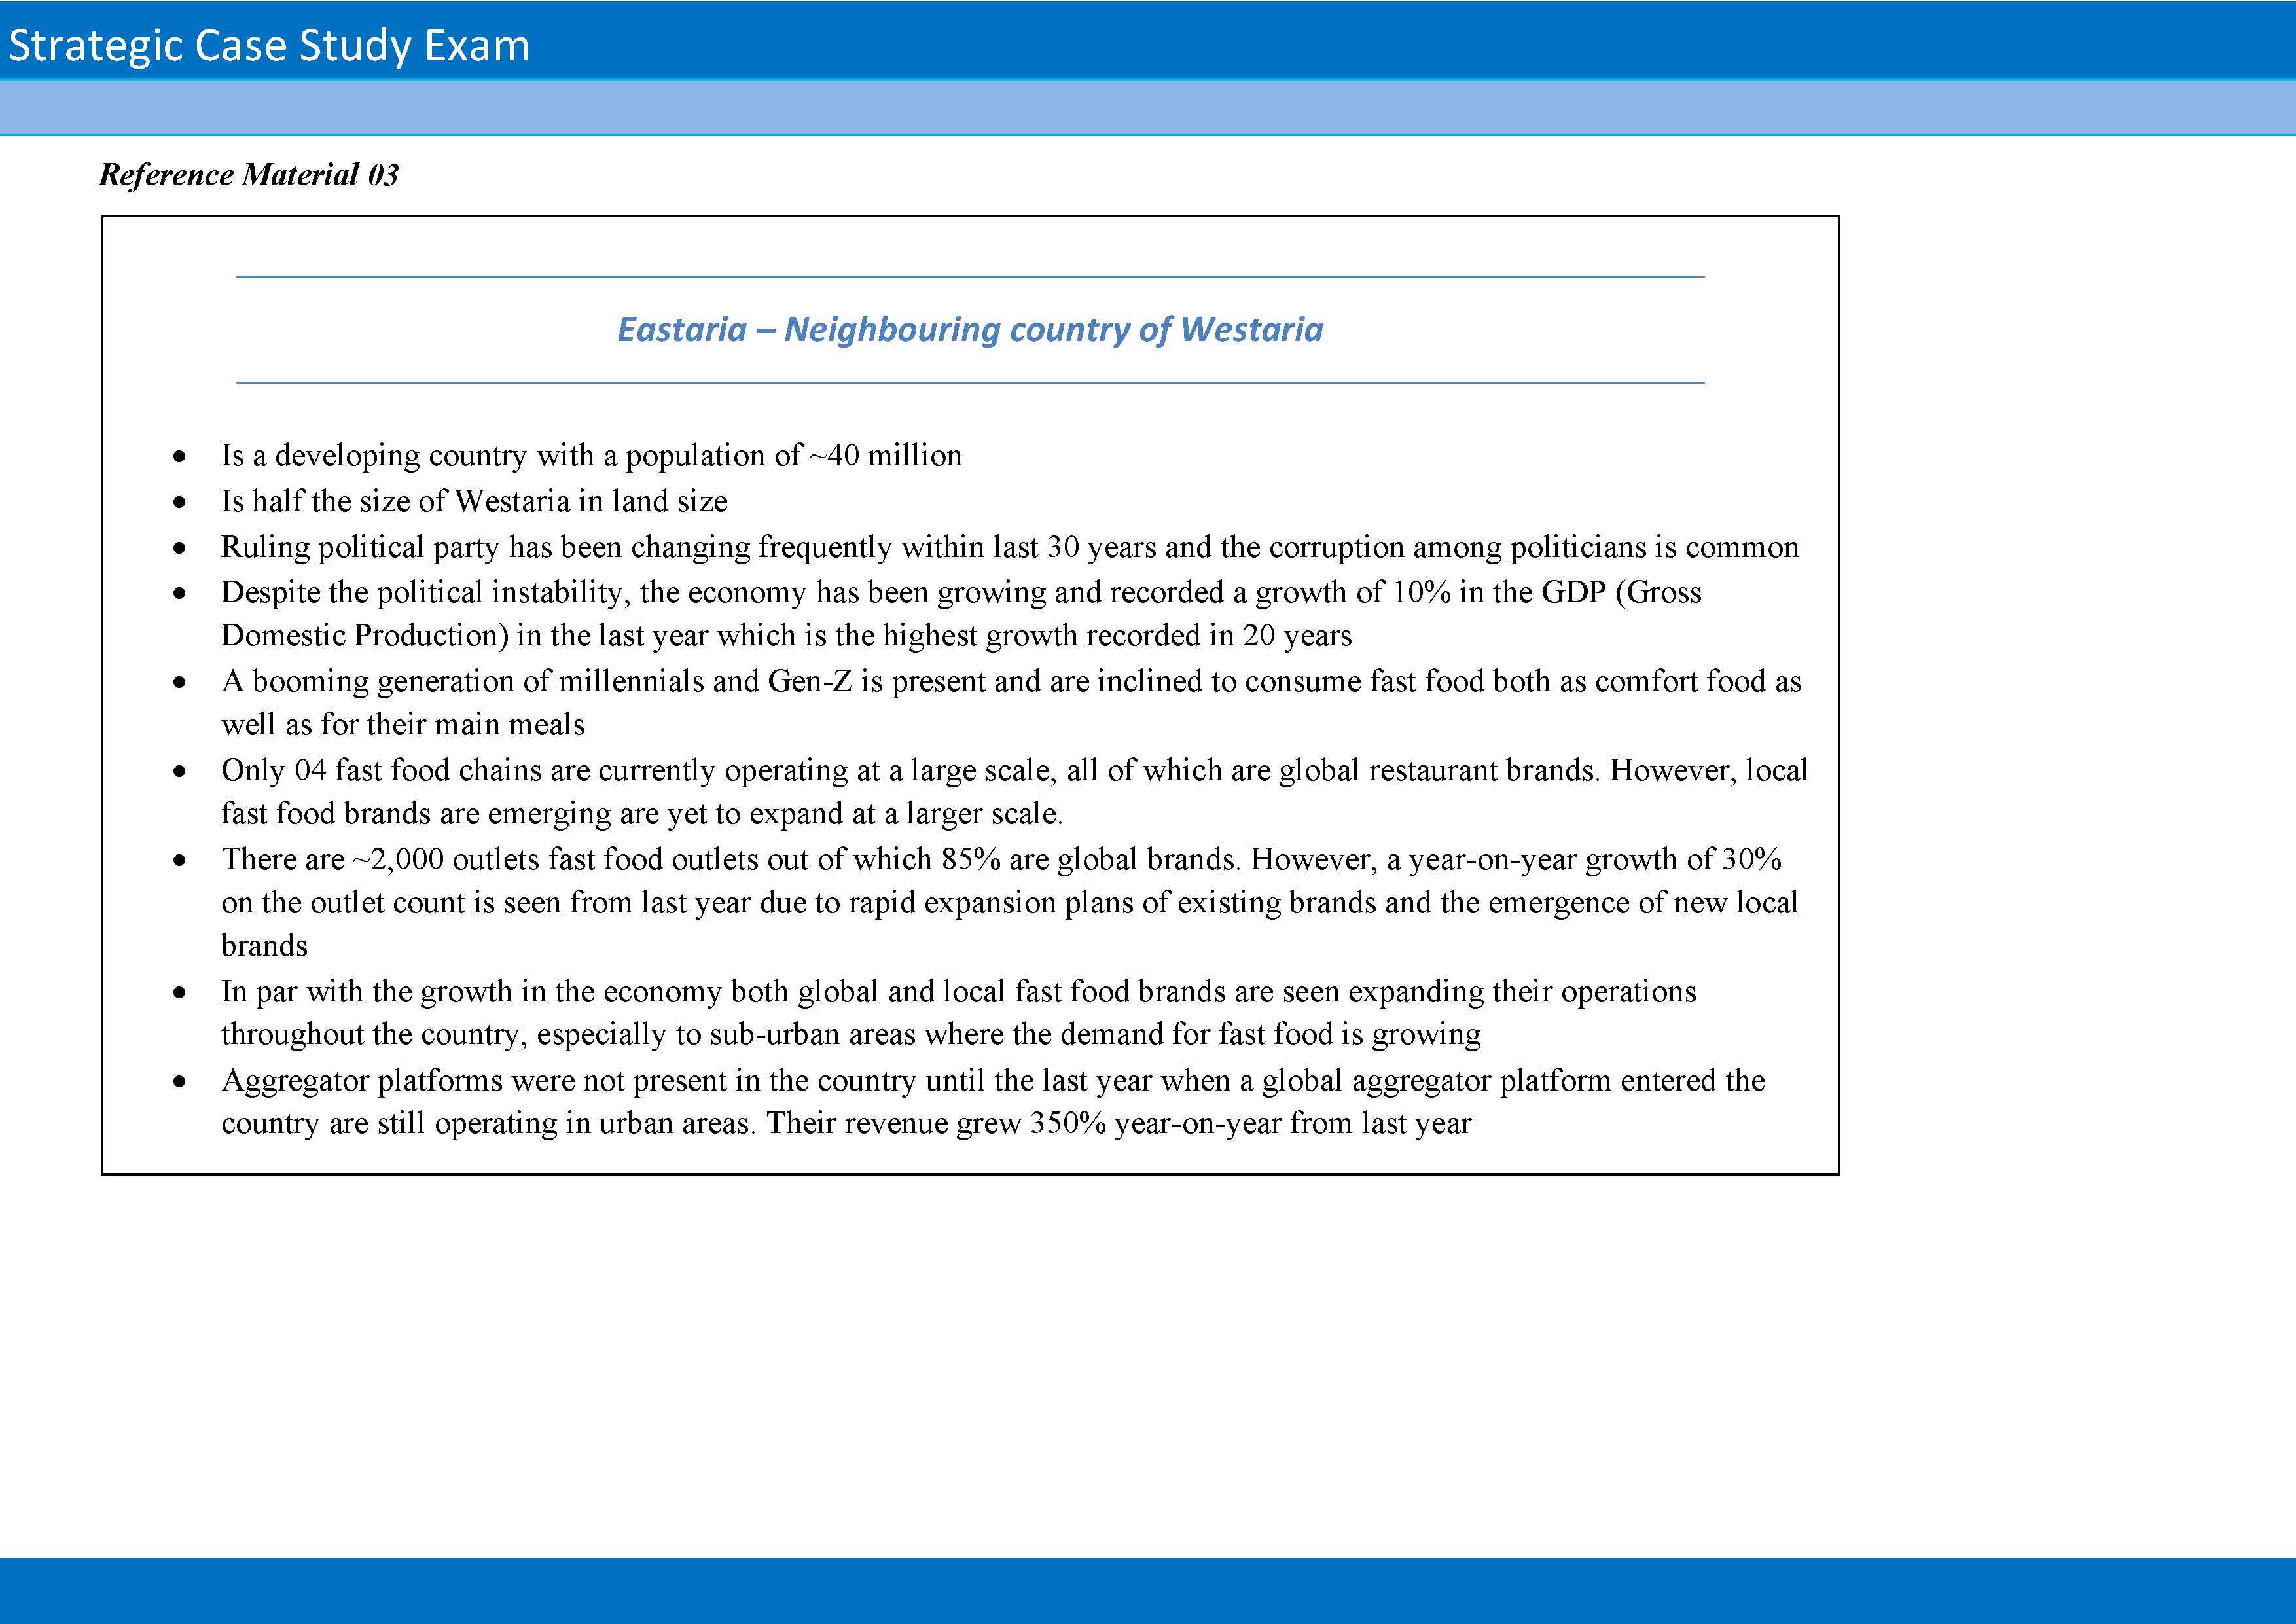 Strategic Case Study Exam
Reference Material 03
Eastaria – Neighbouring country of Westaria
• Is a developing country with a population of ~40 million
• Is half the size of Westaria in land size
• Ruling political party has been changing frequently within last 30 years and the corruption among politicians is common
• Despite the political instability, the economy has been growing and recorded a growth of 10% in the GDP (Gross
Domestic Production) in the last year which is the highest growth recorded in 20 years
• A booming generation of millennials and Gen-Z is present and are inclined to consume fast food both as comfort food as
well as for their main meals
• Only 04 fast food chains are currently operating at a large scale, all of which are global restaurant brands. However, local
fast food brands are emerging are yet to expand at a larger scale.
• There are ~2,000 outlets fast food outlets out of which 85% are global brands. However, a year-on-year growth of 30%
on the outlet count is seen from last year due to rapid expansion plans of existing brands and the emergence of new local
brands
• In par with the growth in the economy both global and local fast food brands are seen expanding their operations
throughout the country, especially to sub-urban areas where the demand for fast food is growing
• Aggregator platforms were not present in the country until the last year when a global aggregator platform entered the
country are still operating in urban areas. Their revenue grew 350% year-on-year from last year